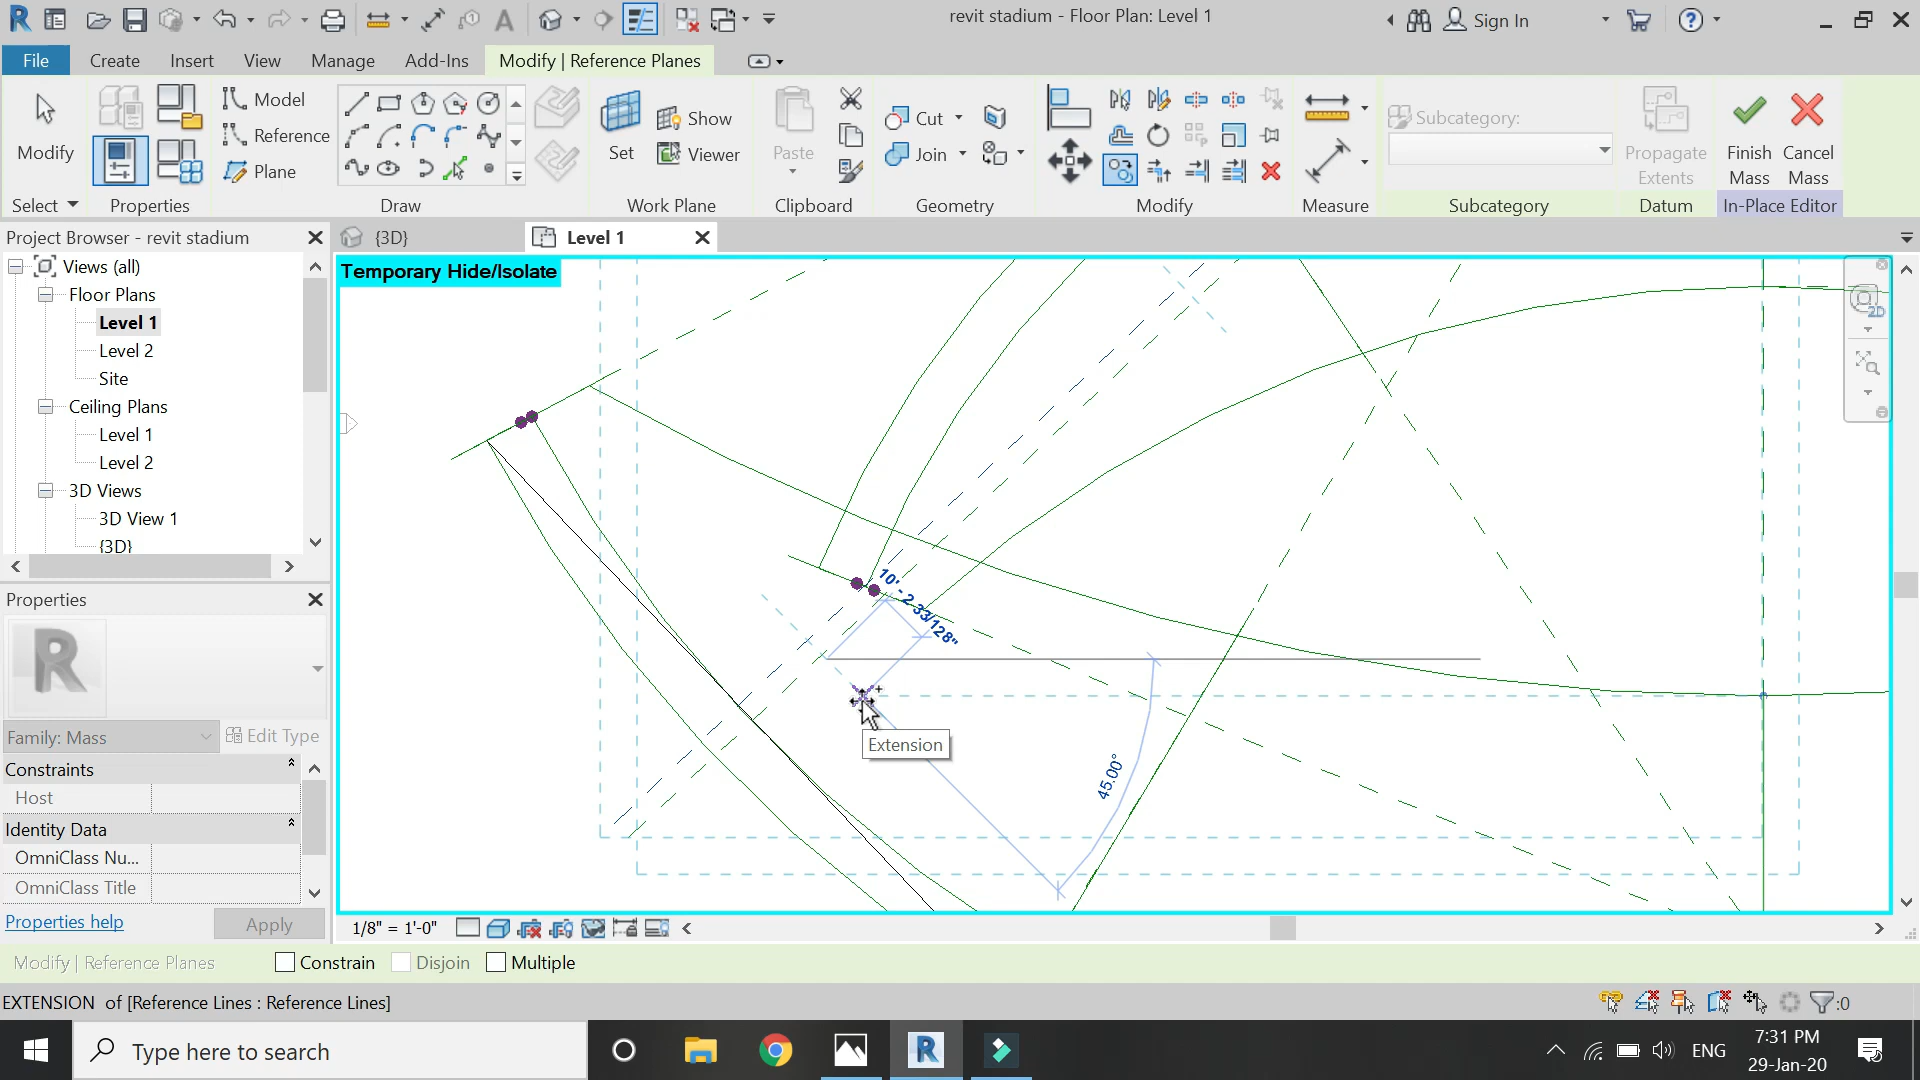 revit stadium - Floor Plan: Level 1
Sign In
File
Create
Insert
View
Manage
Add-Ins
Modify | Reference Planes
Modify
Model
Reference
Plane
Set
Show
Viewer
Paste
Cut
Join
Subcategory:
Propagate
Extents
Finish
Mass
Cancel
Mass
Select
Properties
Draw
Work Plane
Clipboard
Geometry
Modify
Measure
Subcategory
Datum
In-Place Editor
Project Browser - revit stadium
{3D}
Level 1
Views (all)
Floor Plans
Level 1
Level 2
Site
Ceiling Plans
Level 1
Level 2
3D Views
3D View 1
{3D}
Temporary Hide/Isolate
2D
10' - 2 33/128"
45.00°
Extension
Properties
R
Family: Mass
Edit Type
Constraints
Host
Identity Data
OmniClass Nu...
OmniClass Title
Properties help
Apply
1/8" = 1'-0"
Modify | Reference Planes
Constrain
Disjoin
Multiple
EXTENSION of [Reference Lines : Reference Lines]
:0
Type here to search
ENG
7:31 PM
29-Jan-20